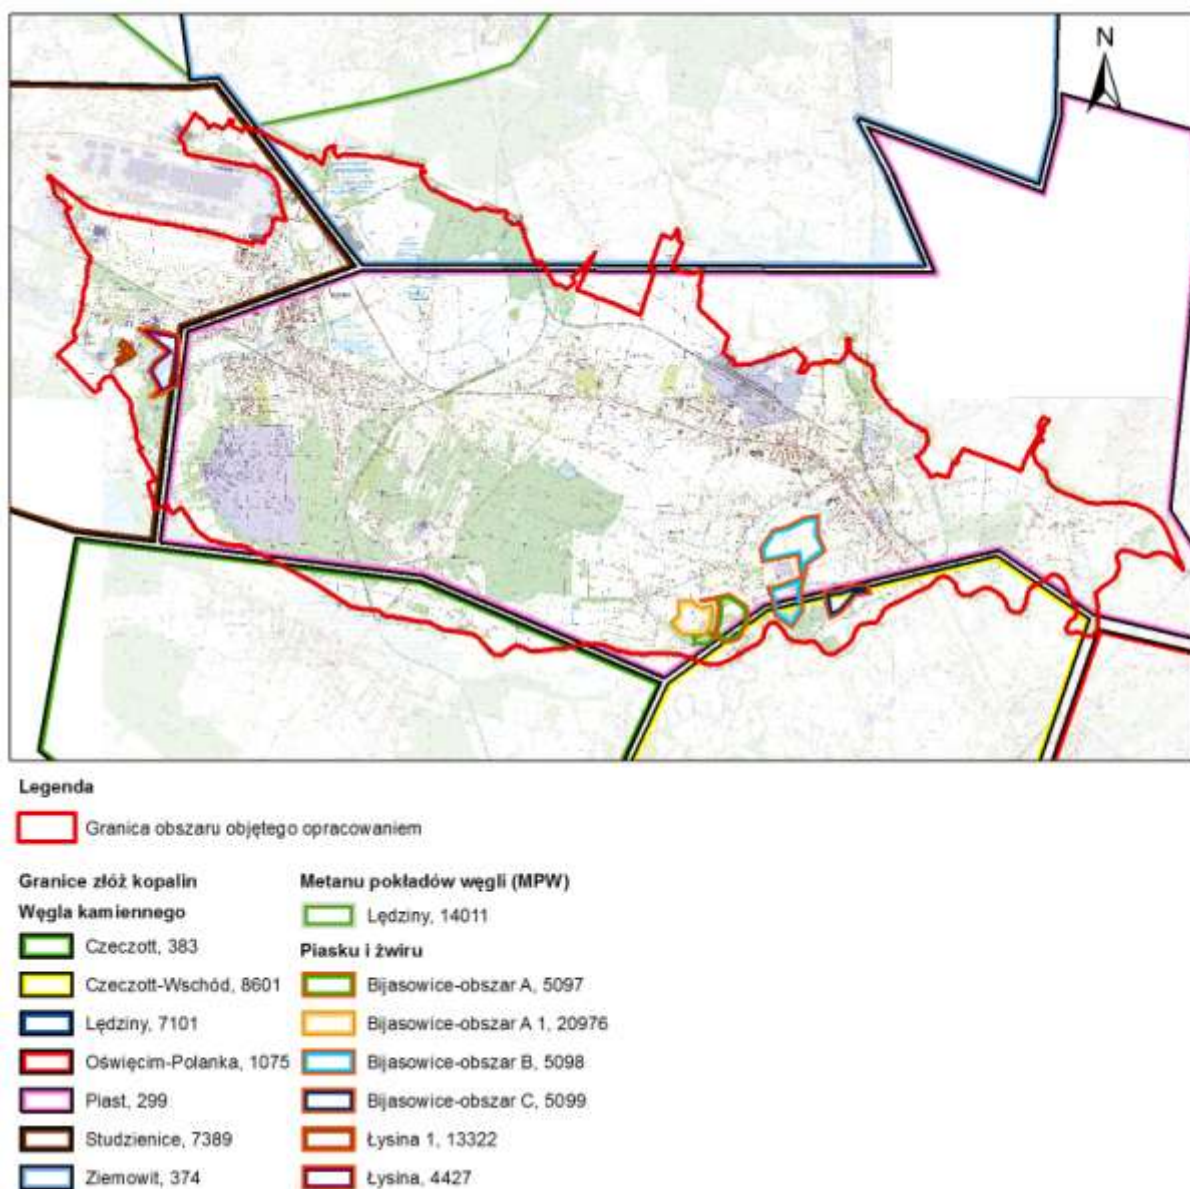 N
Legenda
Granica obszaru objętego opracowaniem
Granice złóż kopalin
Węgla kamiennego
Czeczott, 383
Czeczott-Wschód, 8601
Lędziny, 7101
Oświęcim-Polanka, 1075
Piast, 299
Studzienice, 7389
Ziemowit, 374
Metanu pokładów węgli (MPW)
Lędziny, 14011
Piasku i żwiru
Bijasowice-obszar A, 5097
Bijasowice-obszar A 1, 20976
Bijasowice-obszar B, 5098
Bijasowice-obszar C, 5099
Łysina 1, 13322
Łysina, 4427